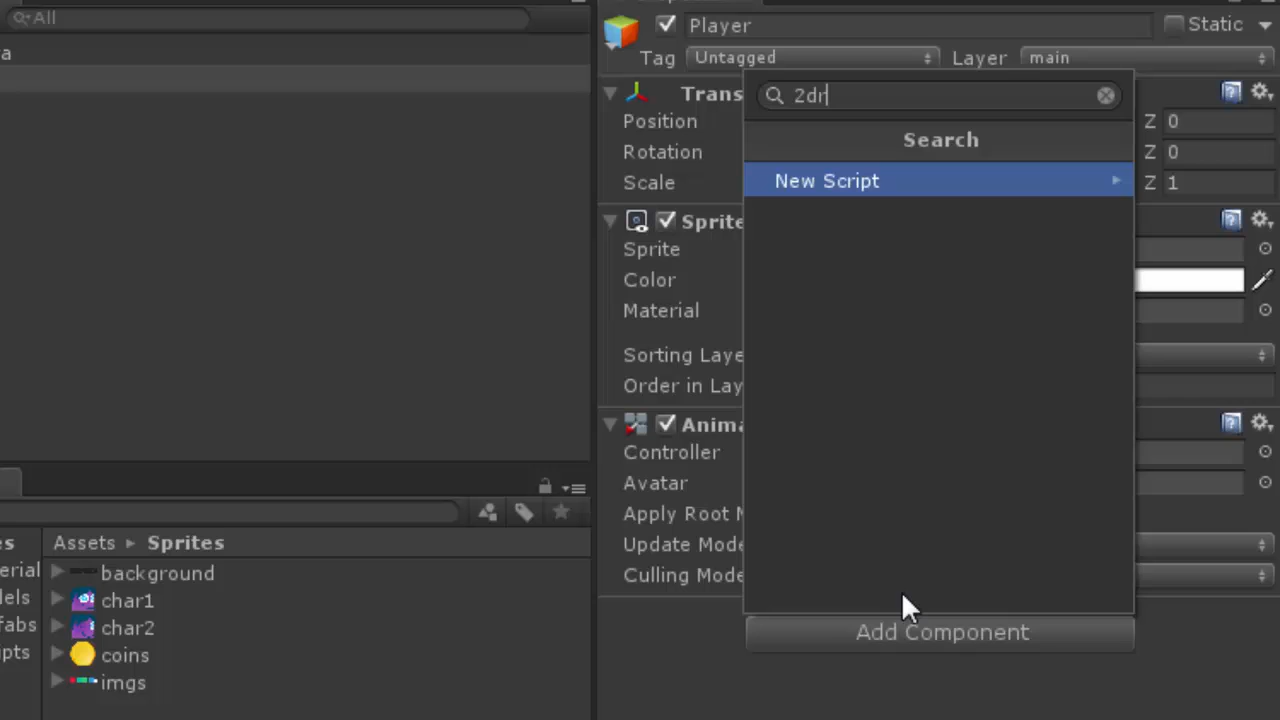 All
Player
Static
Tag Untagged Layer main
a
Trans
2dr
Position Z 0
Search
Rotation Z 0
New Script
Scale Z 1
Sprite
Sprite
Color
Material
Sorting Laye
Order in Lay
Anima
Controller
Avatar
Apply Root M
Update Mode
Culling Mode
Add Component
es
Assets ▸ Sprites
erial
background
dels
char1
fabs
char2
ipts
coins
imgs